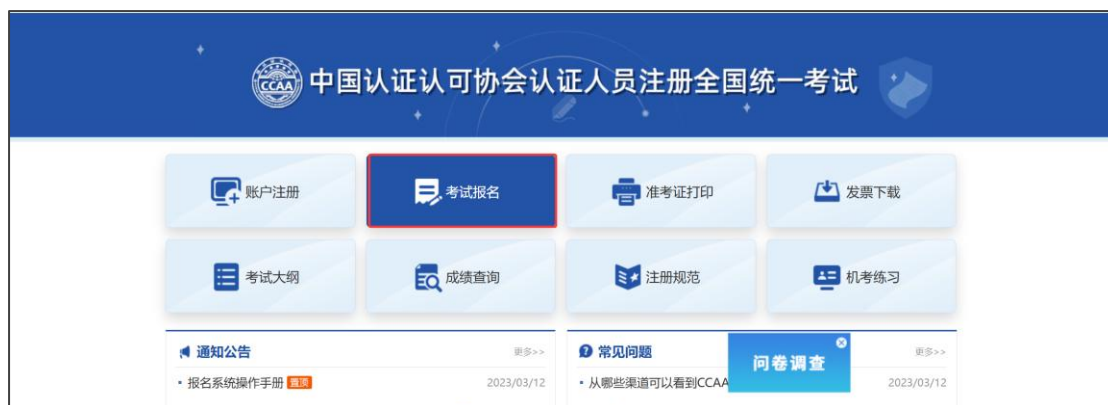 CCAA 中国认证认可协会认证人员注册全国统一考试
账户注册 考试报名 准考证打印 发票下载
考试大纲 成绩查询 注册规范 机考练习
通知公告 更多>> 常见问题 更多>>
问卷调查
报名系统操作手册 置顶 2023/03/12 从哪些渠道可以看到CCAA 2023/03/12